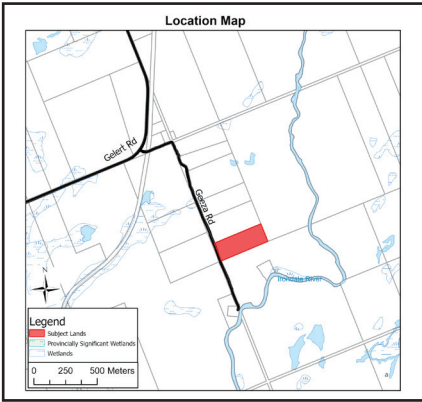 Location Map
Gelert Rd
Geeza Rd
Irondale River
N
Legend
Subject Lands
Provincially Significant Wetlands
Wetlands
0 250 500 Meters